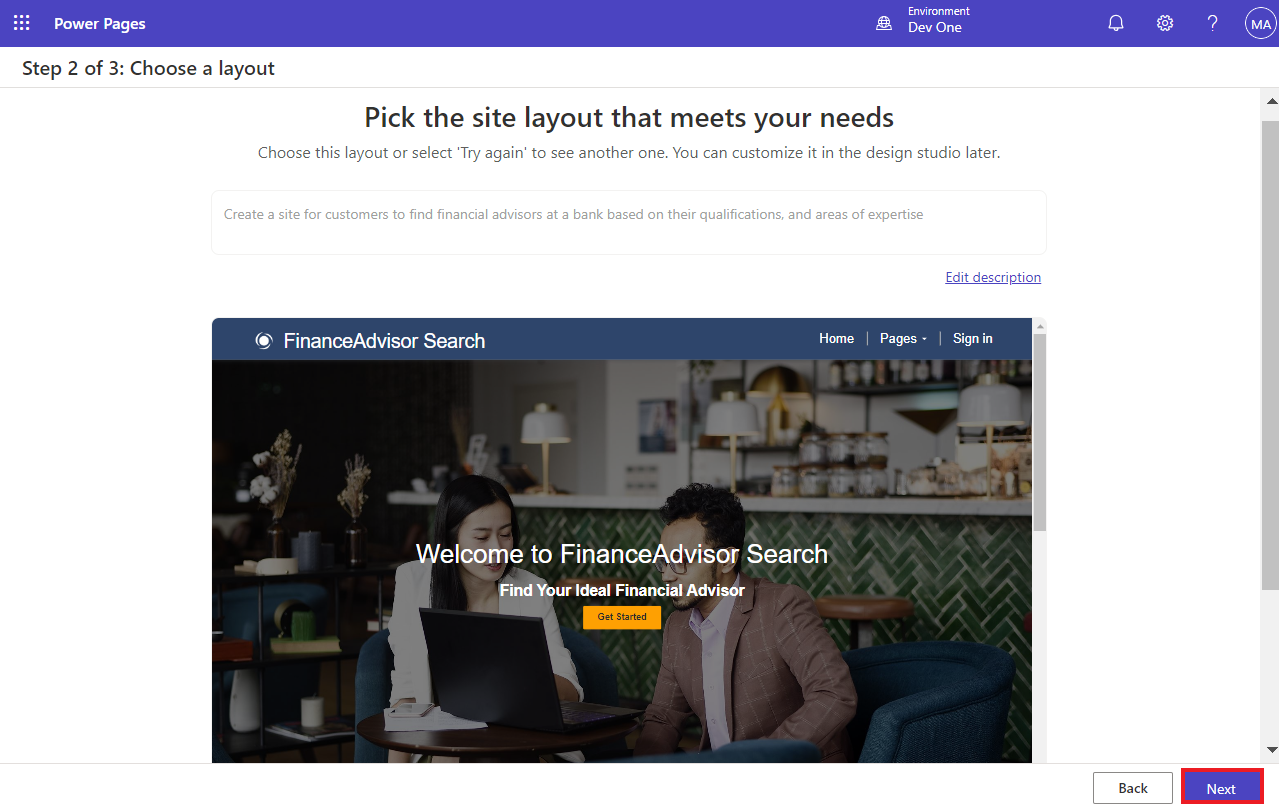 Power Pages
Environment
Dev One
MA
Step 2 of 3: Choose a layout
Pick the site layout that meets your needs
Choose this layout or select 'Try again' to see another one. You can customize it in the design studio later.
Create a site for customers to find financial advisors at a bank based on their qualifications, and areas of expertise
Edit description
FinanceAdvisor Search
Home | Pages | Sign in
Welcome to FinanceAdvisor Search
Find Your Ideal Financial Advisor
Get Started
Back
Next